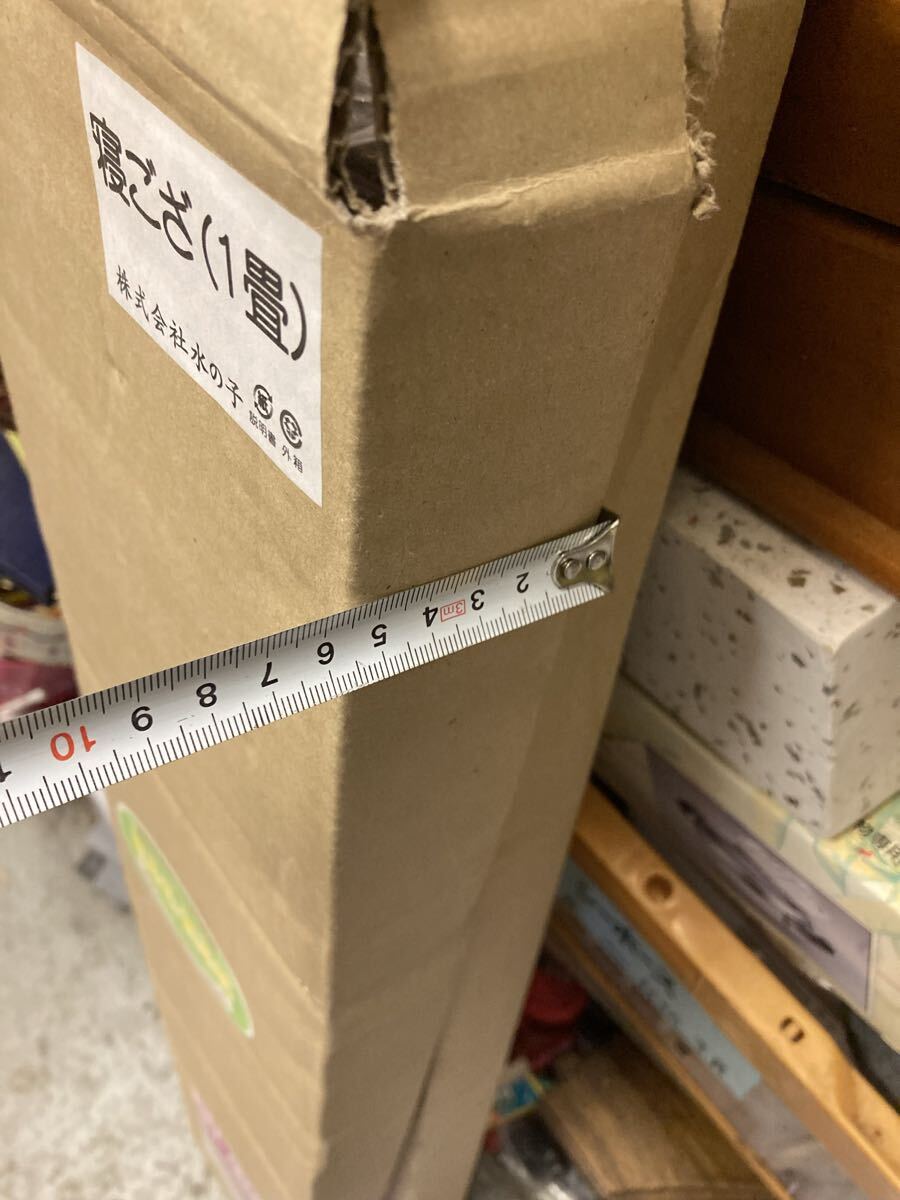 寝ござ(1畳)
株式会社水の子
紙
説明書 外箱
2 3 3m 4 5 6 7 8 9 10